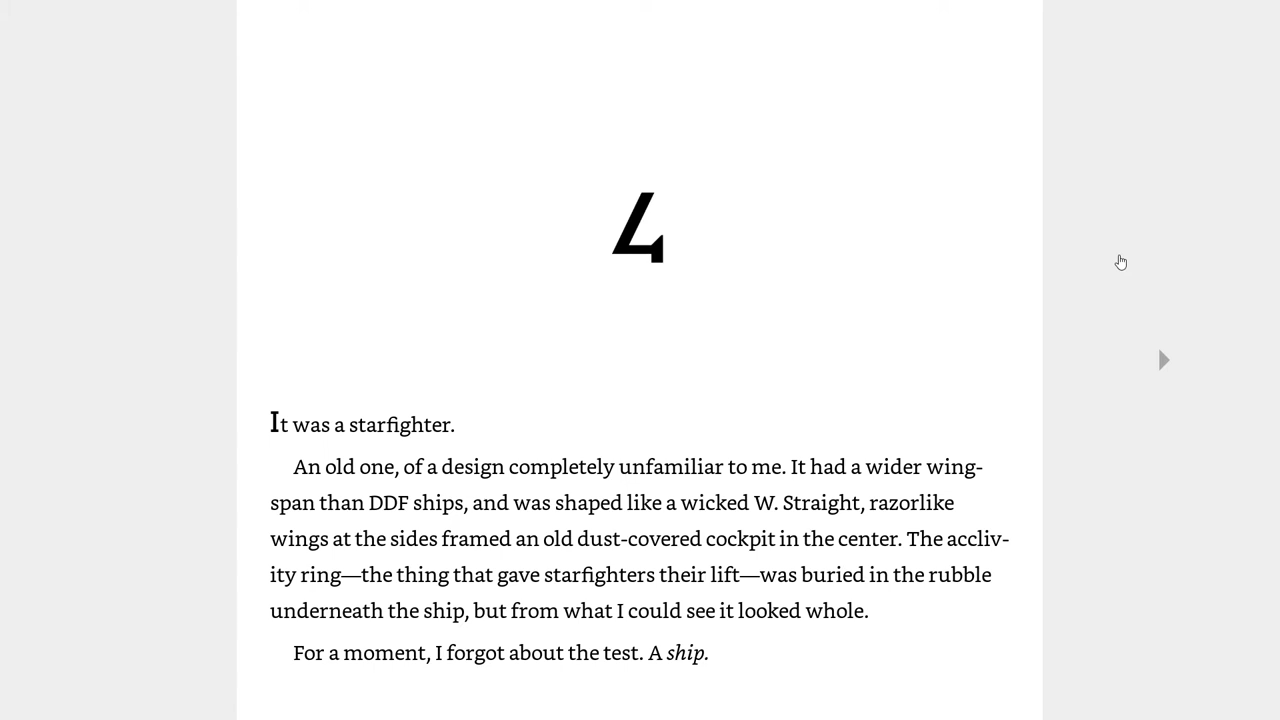 4
It was a starfighter.
An old one, of a design completely unfamiliar to me. It had a wider wing-
span than DDF ships, and was shaped like a wicked W. Straight, razorlike
wings at the sides framed an old dust-covered cockpit in the center. The account-
ity ring—the thing that gave starfighters their lift—was buried in the rubble
underneath the ship, but from what I could see it looked whole.
For a moment, I forgot about the test. A ship.